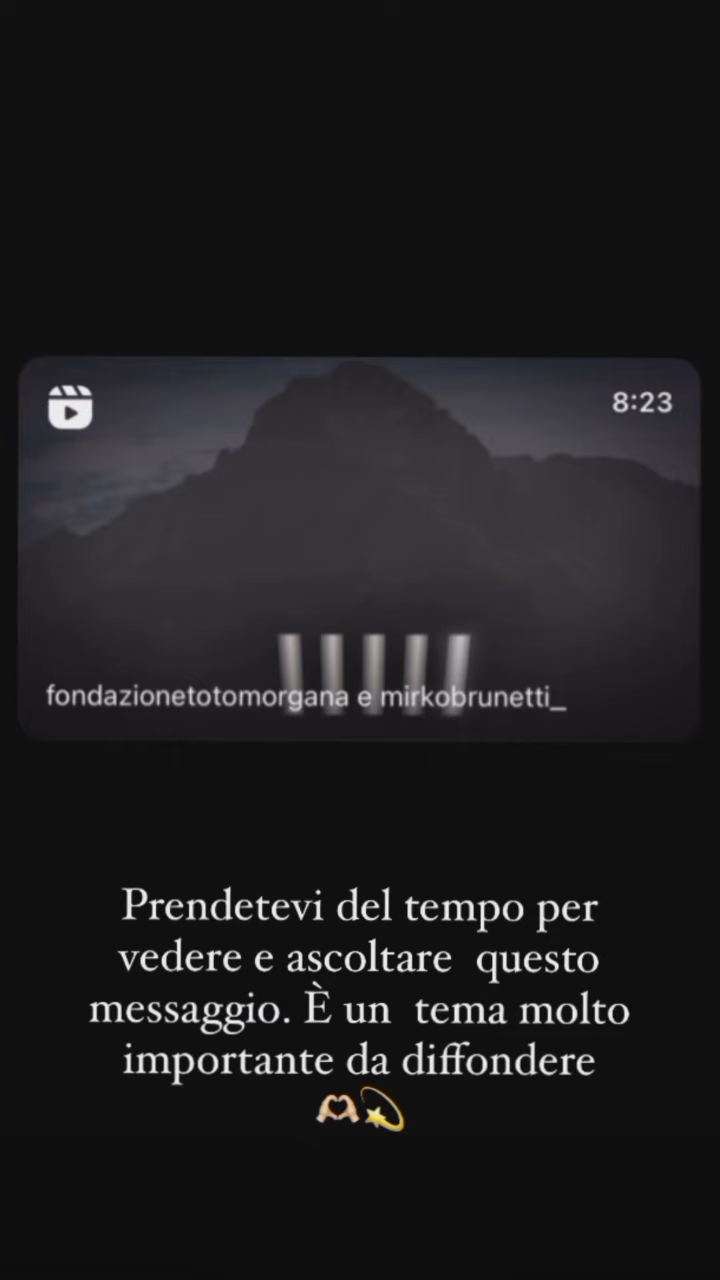 8:23
fondazionetotomorgana e mirkobrunetti_
Prendetevi del tempo per
vedere e ascoltare  questo
messaggio. È un  tema molto
importante da diffondere
🫶🏼💫